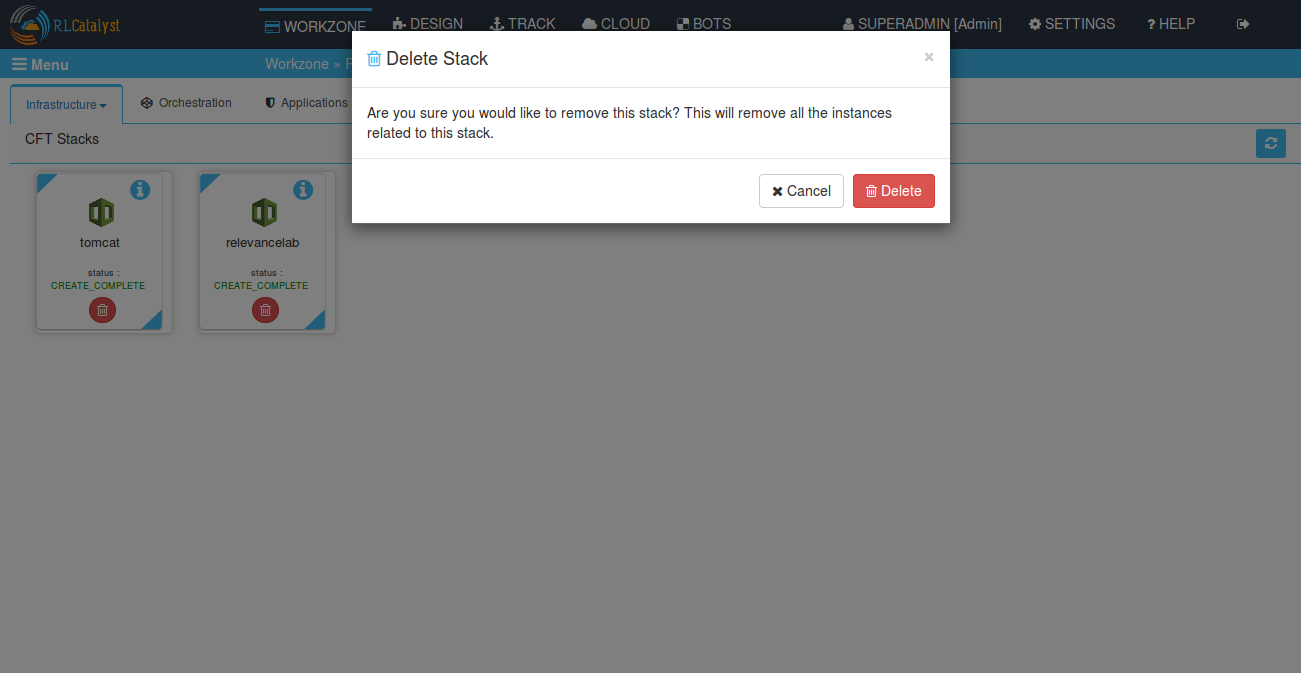 RLCatalyst
WORKZONE DESIGN TRACK CLOUD BOTS SUPERADMIN [Admin] SETTINGS ? HELP
Menu
Workzone »
Infrastructure Orchestration Applications
CFT Stacks
Delete Stack ×
Are you sure you would like to remove this stack? This will remove all the instances
related to this stack.
Cancel Delete
tomcat
status :
CREATE_COMPLETE
relevancelab
status :
CREATE_COMPLETE